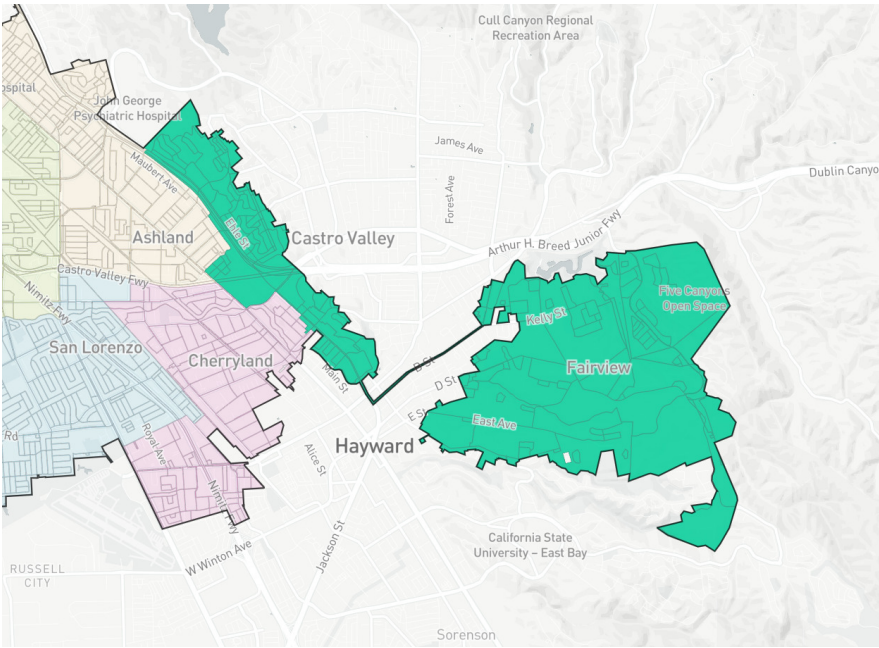 Cull Canyon Regional
Recreation Area
ospital
John George
Psychiatric Hospital
James Ave
Maubert Ave
Dublin Canyo
Forest Ave
Elgin St
Arthur H. Breed Junior Fwy
Ashland
Castro Valley
Castro Valley Fwy
Nimitz Fwy
Five Canyons
Open Space
Kelly St
San Lorenzo
Cherryland
D St
Fairview
Main St
D St
E St
East Ave
Rd
Royal Ave
Hayward
Alice St
Nimitz Fwy
Jackson St
California State
University – East Bay
W Winton Ave
RUSSELL
CITY
Sorenson